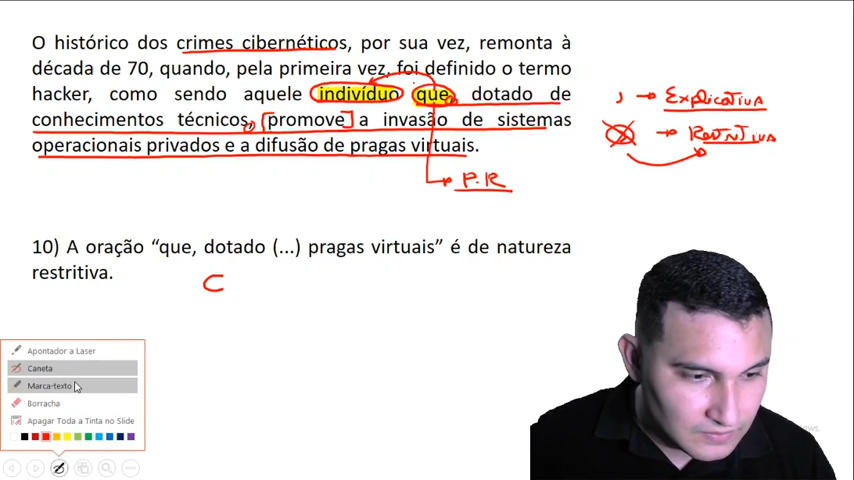 O histórico dos crimes cibernéticos, por sua vez, remonta à
década de 70, quando, pela primeira vez, foi definido o termo
hacker, como sendo aquele indivíduo que, dotado de
conhecimentos técnicos, [promove] a invasão de sistemas
operacionais privados e a difusão de pragas virtuais.
, → Explicativa
→ Restritiva
P.R
10) A oração “que, dotado (...) pragas virtuais” é de natureza
restritiva.
C
Apontador a Laser
Caneta
Marca-texto
Borracha
Apagar Toda a Tinta no Slide